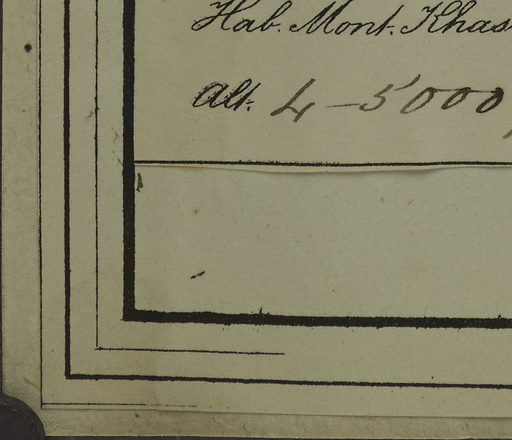 Hab. Mont. Khas
Alt. 4-5000